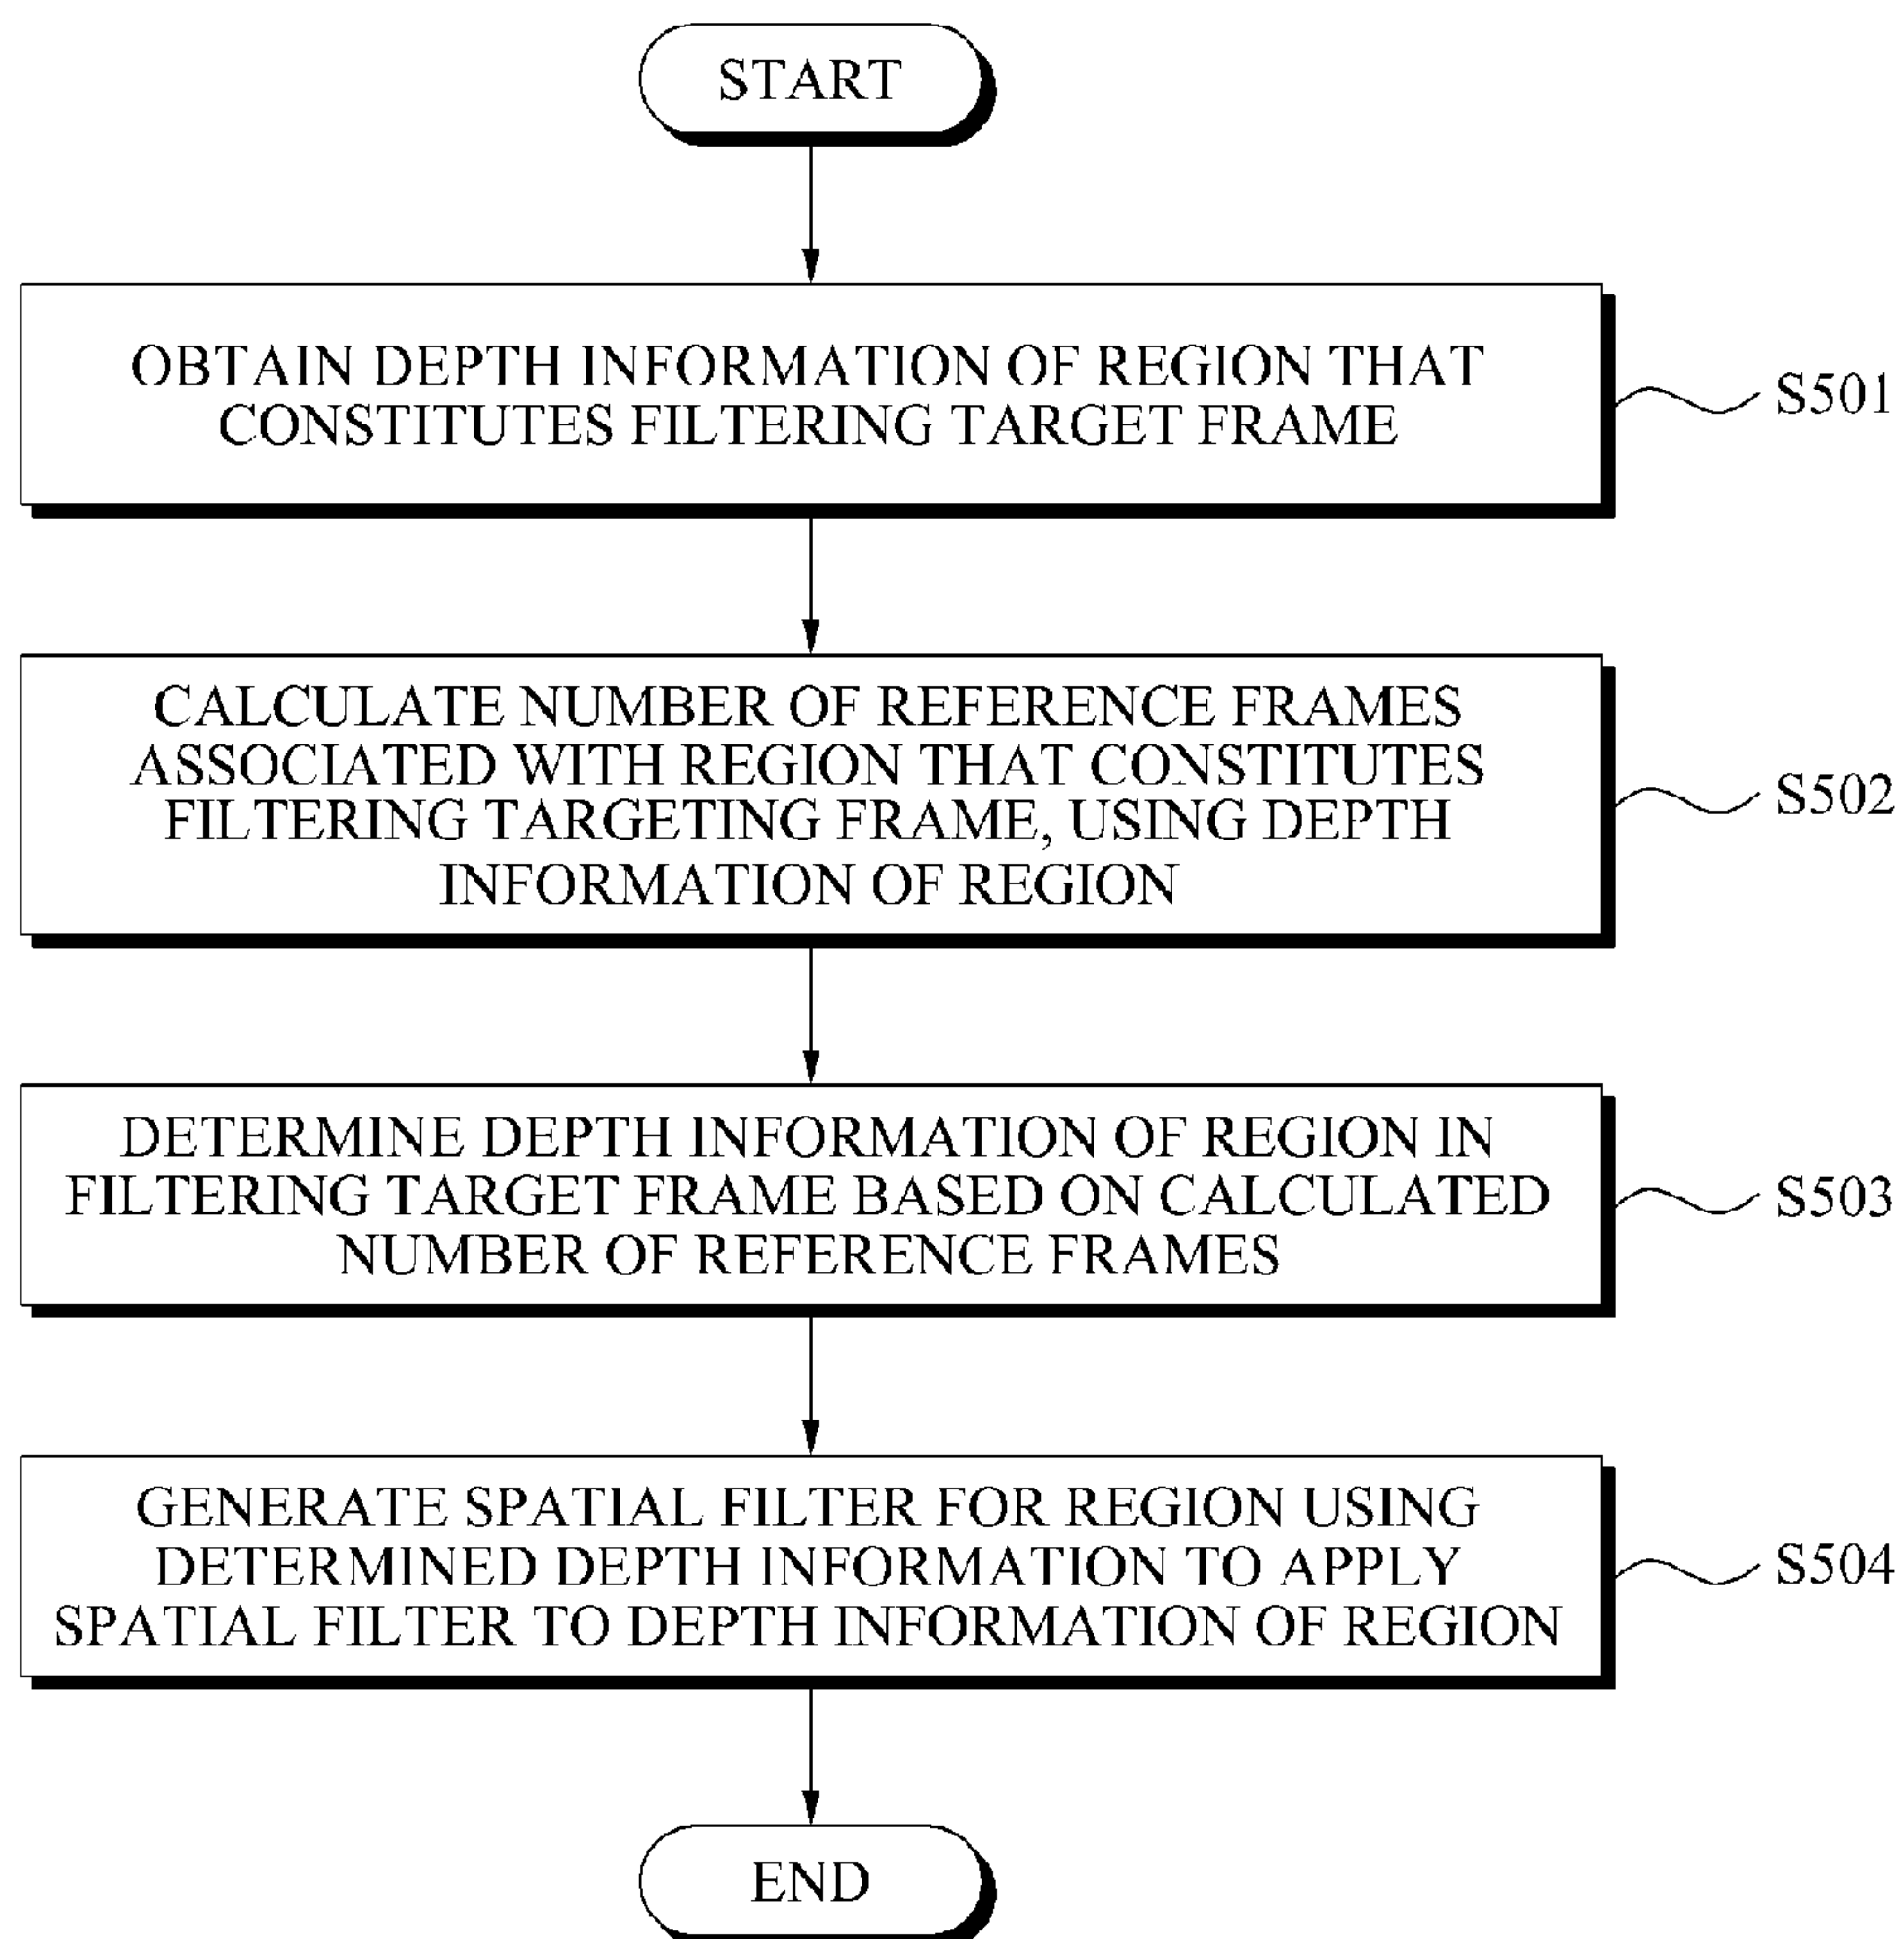 START
OBTAIN DEPTH INFORMATION OF REGION THAT
CONSTITUTES FILTERING TARGET FRAME
S501
CALCULATE NUMBER OF REFERENCE FRAMES
ASSOCIATED WITH REGION THAT CONSTITUTES
FILTERING TARGETING FRAME, USING DEPTH
INFORMATION OF REGION
S502
DETERMINE DEPTH INFORMATION OF REGION IN
FILTERING TARGET FRAME BASED ON CALCULATED
NUMBER OF REFERENCE FRAMES
S503
GENERATE SPATIAL FILTER FOR REGION USING
DETERMINED DEPTH INFORMATION TO APPLY
SPATIAL FILTER TO DEPTH INFORMATION OF REGION
S504
END